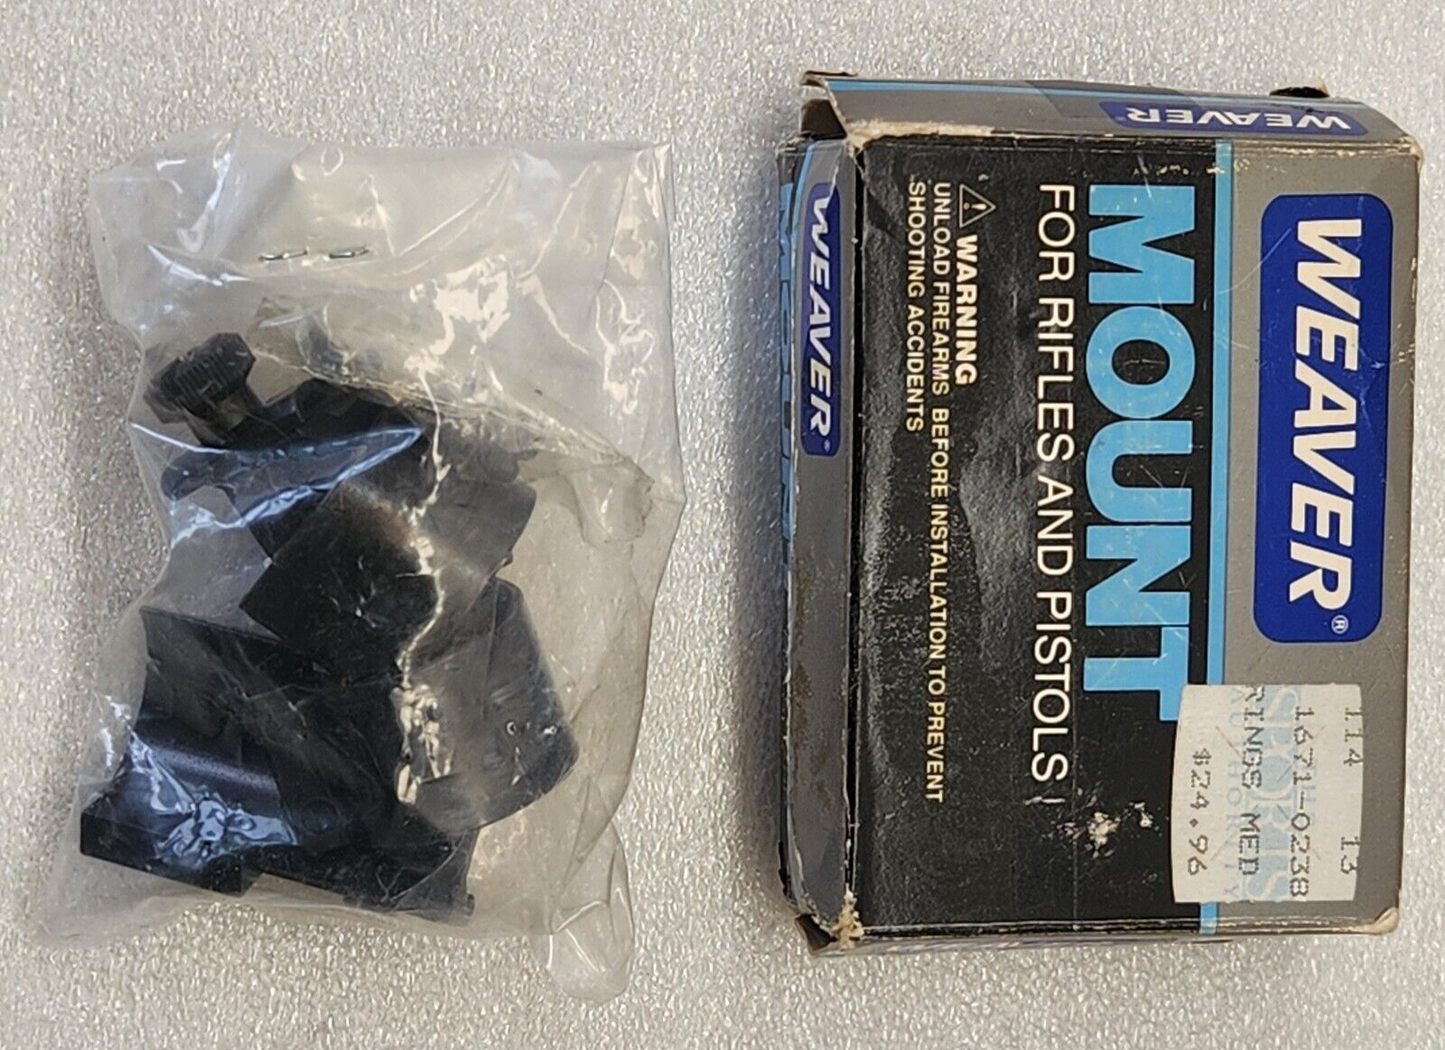 WEAVER®
MOUNT
FOR RIFLES AND PISTOLS
⚠ WARNING
UNLOAD FIREARMS BEFORE INSTALLATION TO PREVENT
SHOOTING ACCIDENTS
114 13
1671-0238
RINGS MED
$24.96
WEAVER
WEAVER®